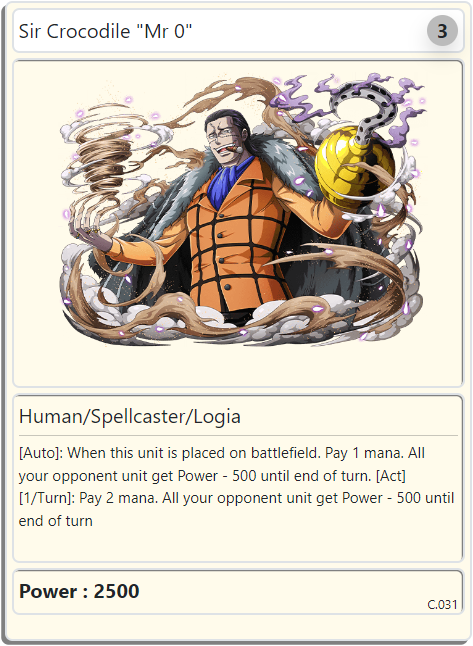 Sir Crocodile "Mr 0"
3
Human/Spellcaster/Logia
[Auto]: When this unit is placed on battlefield. Pay 1 mana. All
your opponent unit get Power - 500 until end of turn. [Act]
[1/Turn]: Pay 2 mana. All your opponent unit get Power - 500 until
end of turn
Power : 2500
C.031